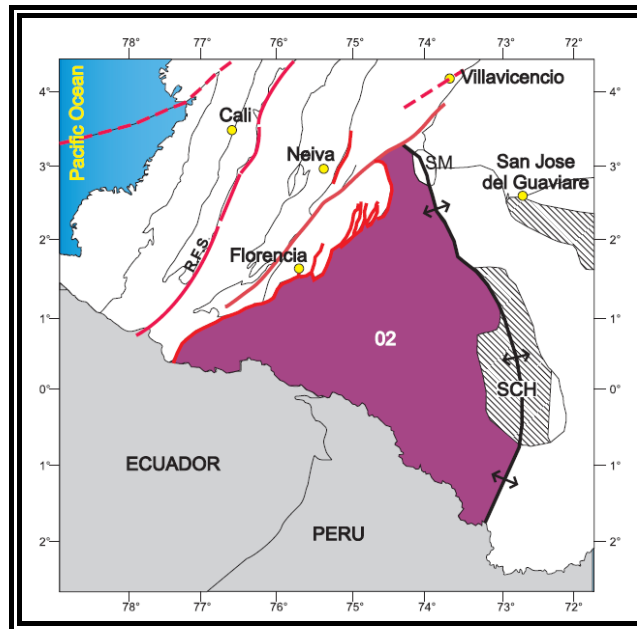 78°
77°
76°
75°
74°
73°
72°
Pacific Ocean
4°
4°
Villavicencio
Cali
Neiva
SM
San Jose
del Guaviare
3°
3°
2°
2°
R.F.S.
Florencia
1°
1°
02
0°
0°
SCH
ECUADOR
1°
1°
PERU
2°
2°
78°
77°
76°
75°
74°
73°
72°